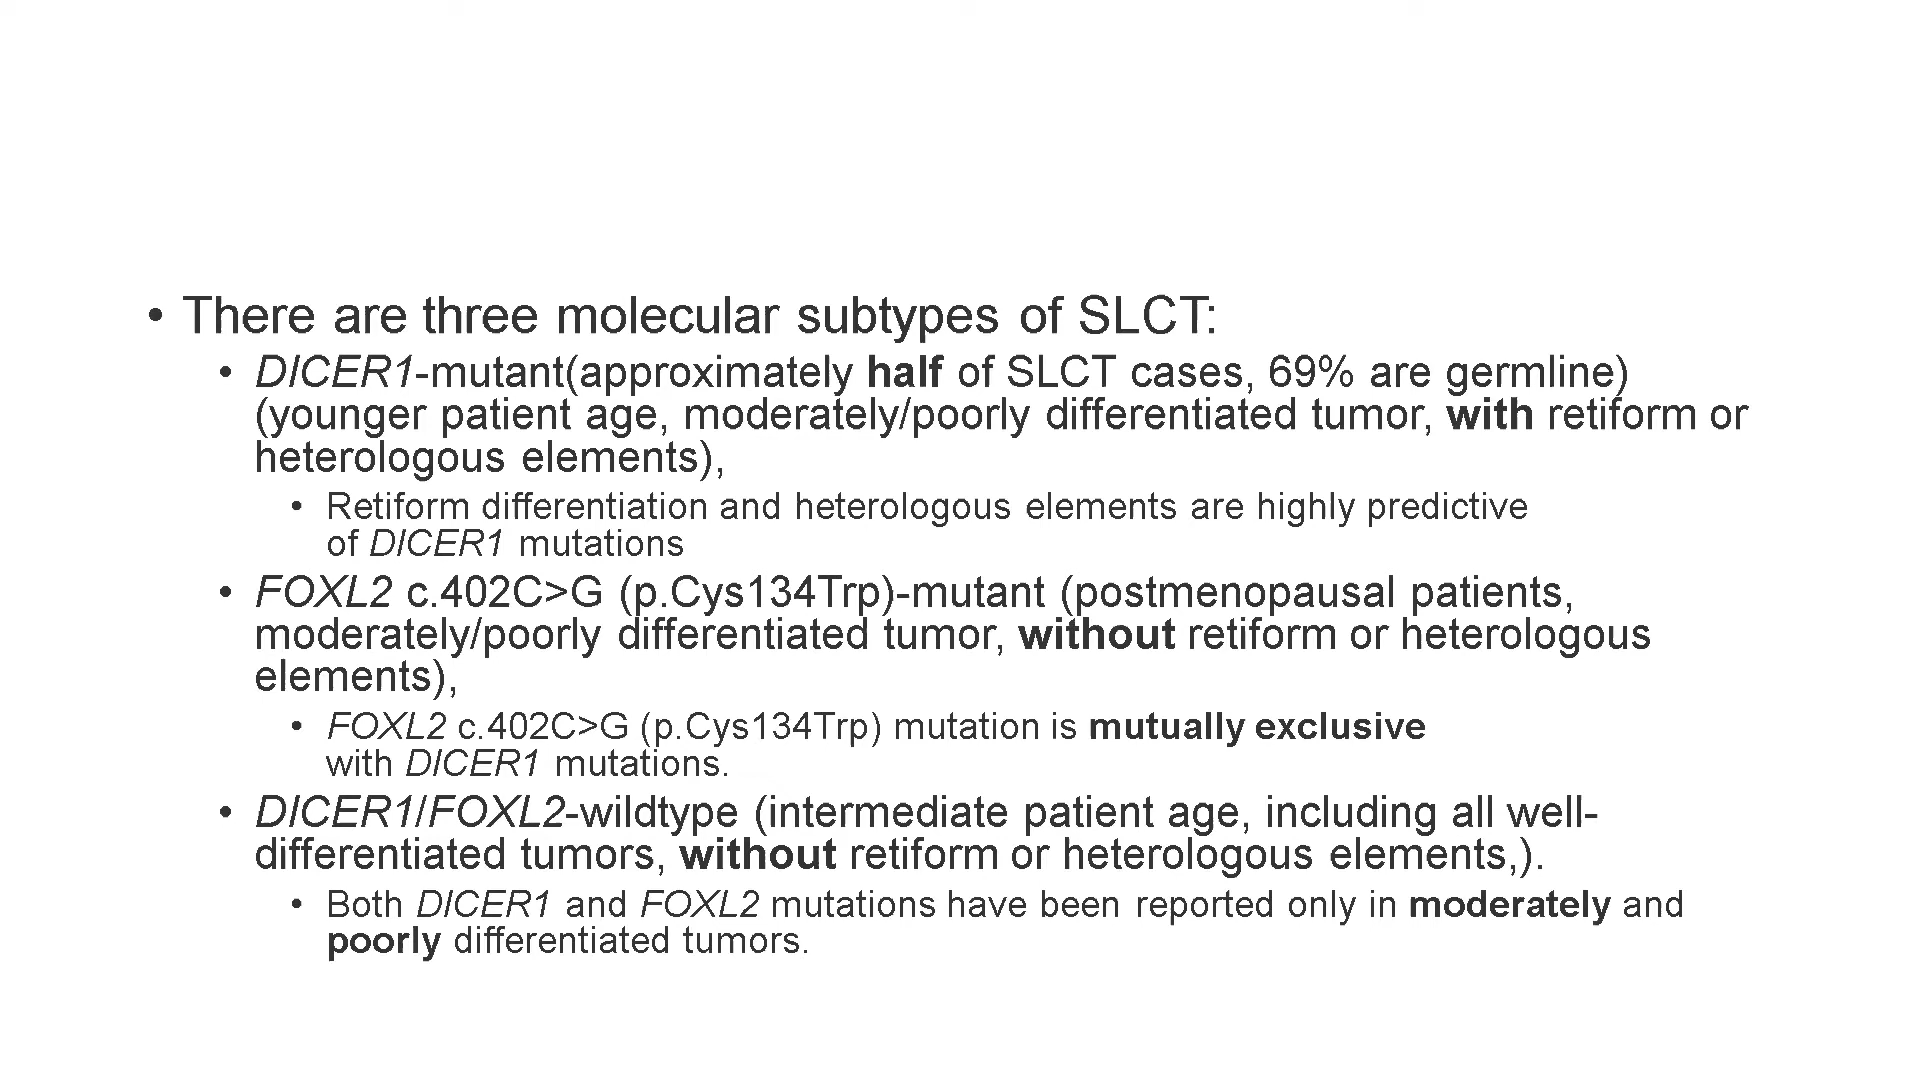 • There are three molecular subtypes of SLCT:
• DICER1-mutant(approximately half of SLCT cases, 69% are germline)
(younger patient age, moderately/poorly differentiated tumor, with retiform or
heterologous elements),
• Retiform differentiation and heterologous elements are highly predictive
of DICER1 mutations
• FOXL2 c.402C>G (p.Cys134Trp)-mutant (postmenopausal patients,
moderately/poorly differentiated tumor, without retiform or heterologous
elements),
• FOXL2 c.402C>G (p.Cys134Trp) mutation is mutually exclusive
with DICER1 mutations.
• DICER1/FOXL2-wildtype (intermediate patient age, including all well-
differentiated tumors, without retiform or heterologous elements,).
• Both DICER1 and FOXL2 mutations have been reported only in moderately and
poorly differentiated tumors.